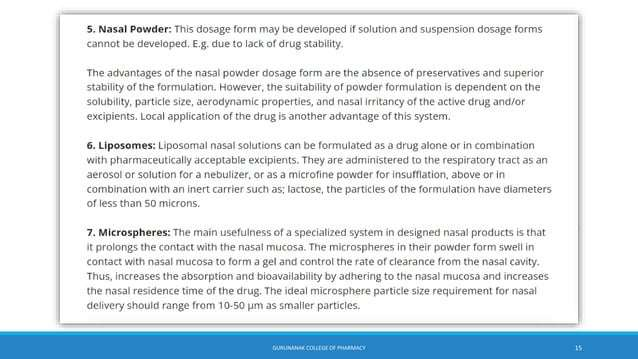 5. Nasal Powder: This dosage form may be developed if solution and suspension dosage forms
cannot be developed. E.g. due to lack of drug stability.
The advantages of the nasal powder dosage form are the absence of preservatives and superior
stability of the formulation. However, the suitability of powder formulation is dependent on the
solubility, particle size, aerodynamic properties, and nasal irritancy of the active drug and/or
excipients. Local application of the drug is another advantage of this system.
6. Liposomes: Liposomal nasal solutions can be formulated as a drug alone or in combination
with pharmaceutically acceptable excipients. They are administered to the respiratory tract as an
aerosol or solution for a nebulizer, or as a microfine powder for insufflation, above or in
combination with an inert carrier such as; lactose, the particles of the formulation have diameters
of less than 50 microns.
7. Microspheres: The main usefulness of a specialized system in designed nasal products is that
it prolongs the contact with the nasal mucosa. The microspheres in their powder form swell in
contact with nasal mucosa to form a gel and control the rate of clearance from the nasal cavity.
Thus, increases the absorption and bioavailability by adhering to the nasal mucosa and increases
the nasal residence time of the drug. The ideal microsphere particle size requirement for nasal
delivery should range from 10-50 μm as smaller particles.
GURUNANAK COLLEGE OF PHARMACY
15